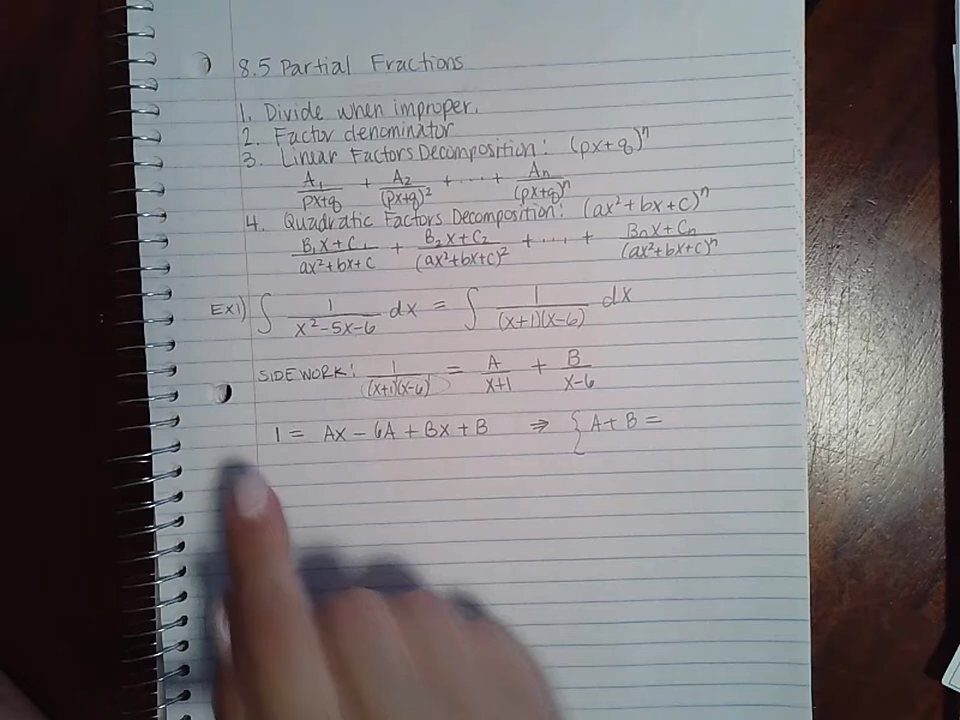 8.5 Partial Fractions
1. Divide when improper.
2. Factor denominator
3. Linear Factors Decomposition: (px+q)^n
A₁/(px+q) + A₂/(px+q)² + ... + Aₙ/(px+q)^n
4. Quadratic Factors Decomposition: (ax²+bx+c)^n
(B₁x+C₁)/(ax²+bx+c) + (B₂x+C₂)/(ax²+bx+c)² + ... + (Bₙx+Cₙ)/(ax²+bx+c)^n
EX1) ∫ 1/(x²-5x-6) dx = ∫ 1/((x+1)(x-6)) dx
SIDEWORK: 1/((x+1)(x-6)) = A/(x+1) + B/(x-6)
1 = Ax - 6A + Bx + B ⇒ { A+B =